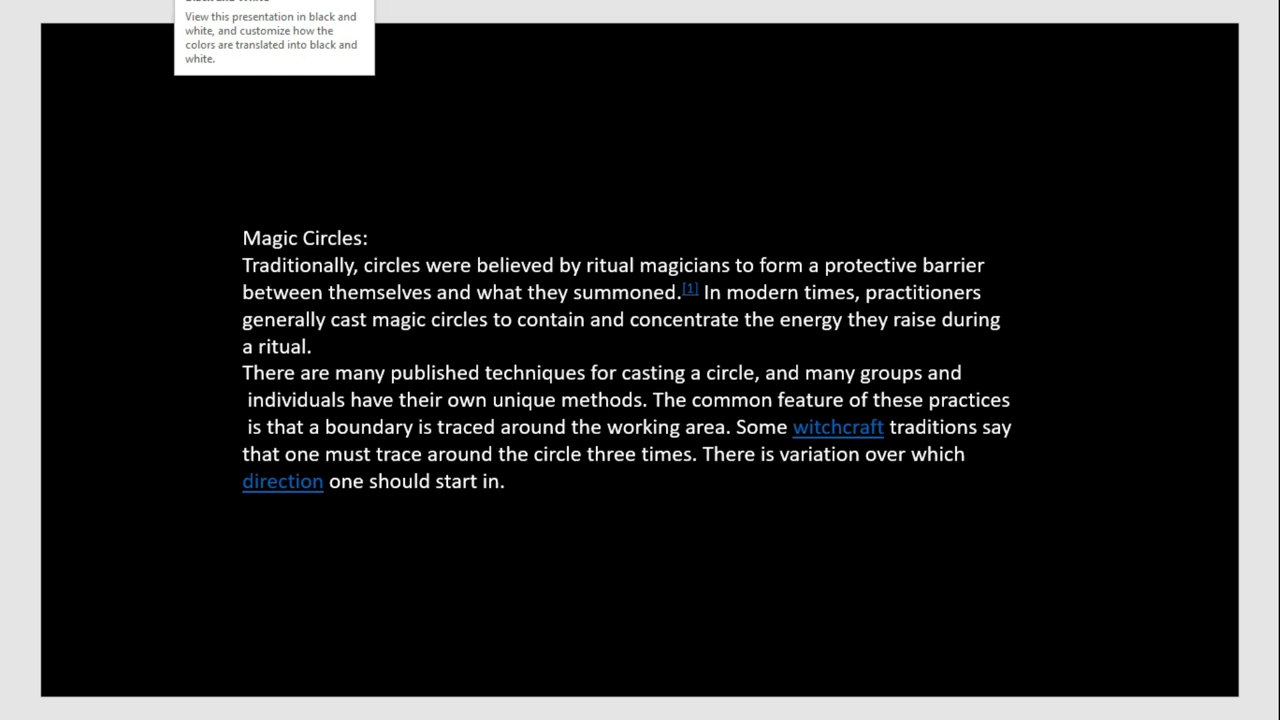 View this presentation in black and
white, and customize how the
colors are translated into black and
white.
Magic Circles:
Traditionally, circles were believed by ritual magicians to form a protective barrier
between themselves and what they summoned.[1] In modern times, practitioners
generally cast magic circles to contain and concentrate the energy they raise during
a ritual.
There are many published techniques for casting a circle, and many groups and
individuals have their own unique methods. The common feature of these practices
is that a boundary is traced around the working area. Some witchcraft traditions say
that one must trace around the circle three times. There is variation over which
direction one should start in.